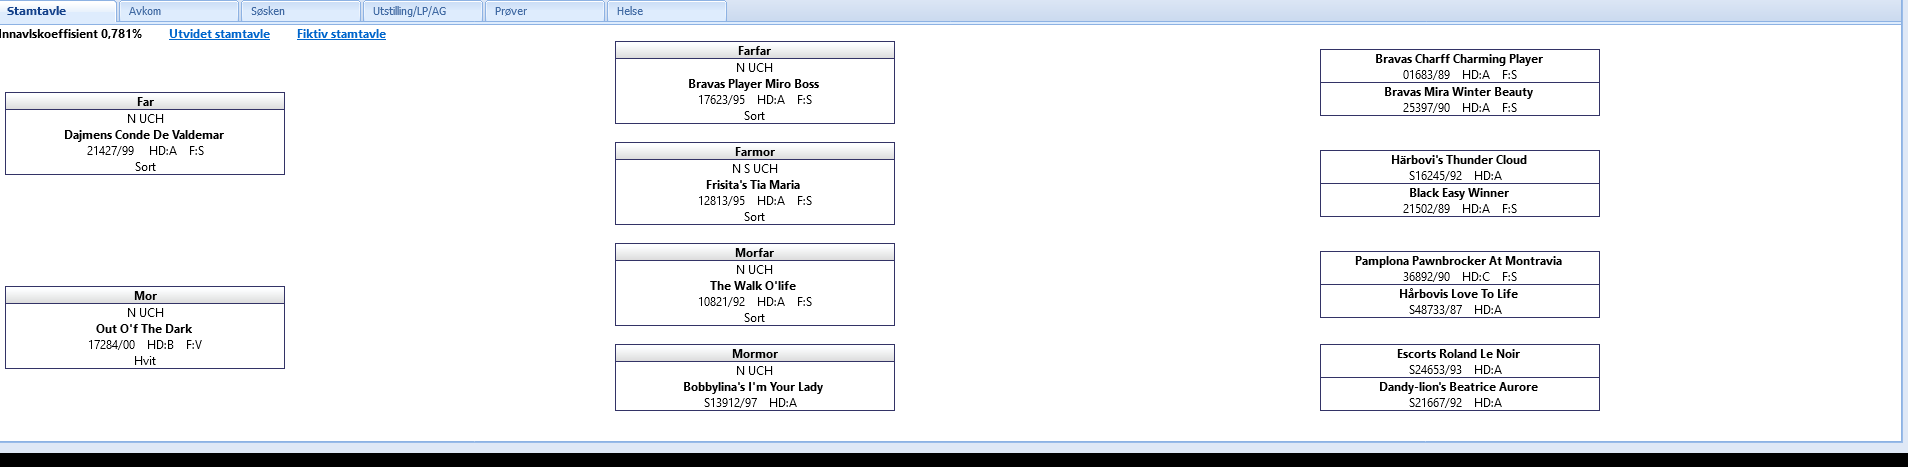 Stamtavle Avkom Søsken Utstilling/LP/AG Prøver Helse
Innavlskoeffisient 0,781% Utvidet stamtavle Fiktiv stamtavle
Far
N UCH
Dajmens Conde De Valdemar
21427/99 HD:A F:S
Sort
Mor
N UCH
Out O'f The Dark
17284/00 HD:B F:V
Hvit
Farfar
N UCH
Bravas Player Miro Boss
17623/95 HD:A F:S
Sort
Farmor
N S UCH
Frisita's Tia Maria
12813/95 HD:A F:S
Sort
Morfar
N UCH
The Walk O'life
10821/92 HD:A F:S
Sort
Mormor
N UCH
Bobbylina's I'm Your Lady
S13912/97 HD:A
Bravas Charff Charming Player
01683/89 HD:A F:S
Bravas Mira Winter Beauty
25397/90 HD:A F:S
Härbovi's Thunder Cloud
S16245/92 HD:A
Black Easy Winner
21502/89 HD:A F:S
Pamplona Pawnbrocker At Montravia
36892/90 HD:C F:S
Hårbovis Love To Life
S48733/87 HD:A
Escorts Roland Le Noir
S24653/93 HD:A
Dandy-lion's Beatrice Aurore
S21667/92 HD:A